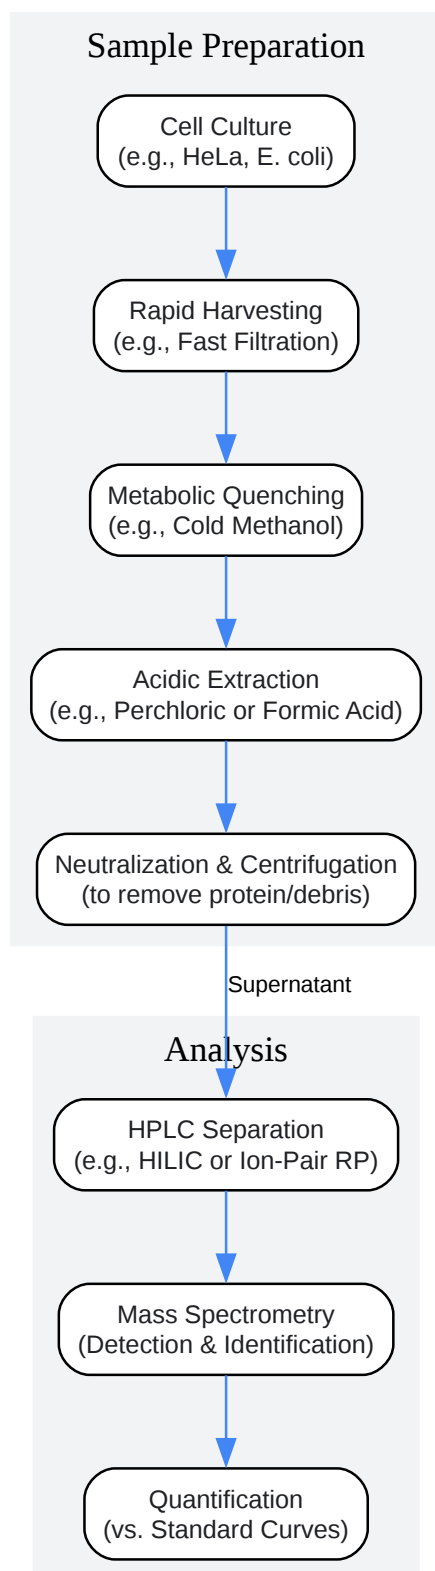 Sample Preparation
Cell Culture
(e.g., HeLa, E. coli)
Rapid Harvesting
(e.g., Fast Filtration)
Metabolic Quenching
(e.g., Cold Methanol)
Acidic Extraction
(e.g., Perchloric or Formic Acid)
Neutralization & Centrifugation
(to remove protein/debris)
Supernatant
Analysis
HPLC Separation
(e.g., HILIC or Ion-Pair RP)
Mass Spectrometry
(Detection & Identification)
Quantification
(vs. Standard Curves)